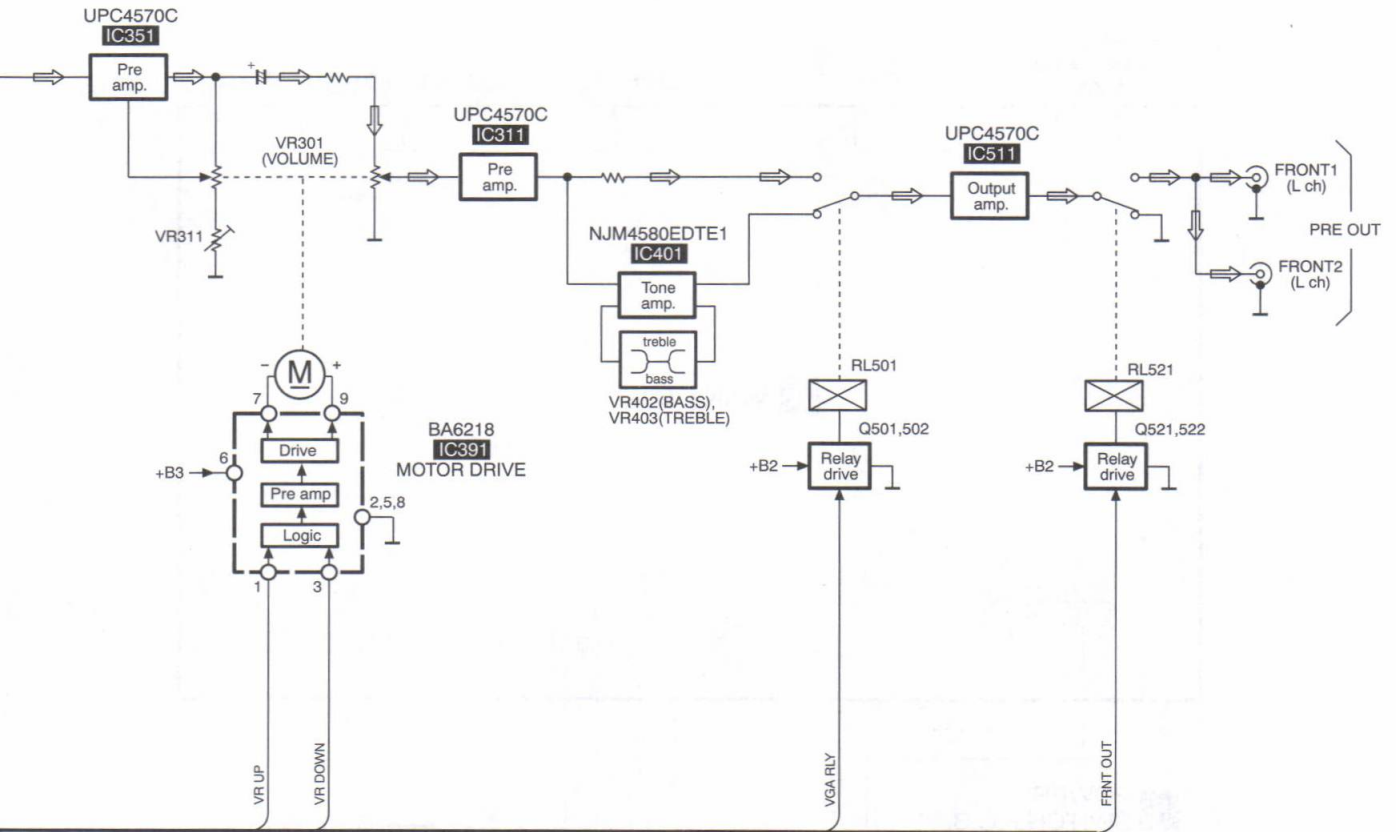 UPC4570C
IC351
Pre
amp.
+
VR301
(VOLUME)
VR311
UPC4570C
IC311
Pre
amp.
NJM4580EDTE1
IC401
Tone
amp.
treble
bass
VR402(BASS),
VR403(TREBLE)
UPC4570C
IC511
Output
amp.
FRONT1
(L ch)
PRE OUT
FRONT2
(L ch)
- M +
7 9
BA6218
IC391
MOTOR DRIVE
Drive
6
+B3
Pre amp
2,5,8
Logic
1 3
RL501
Q501,502
+B2
Relay
drive
RL521
Q521,522
+B2
Relay
drive
VR UP
VR DOWN
VGA RLY
FRNT OUT